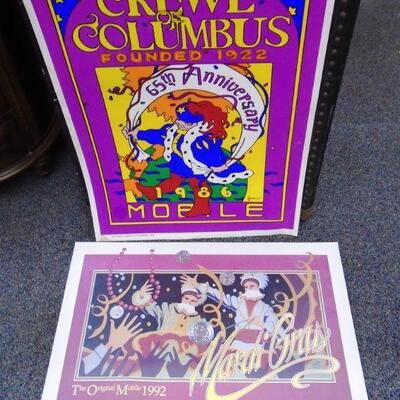 CREWE
OF
COLUMBUS
FOUNDED 1922
65th Anniversary
1986
MOBILE
Mardi Gras
The Original Mobile 1992